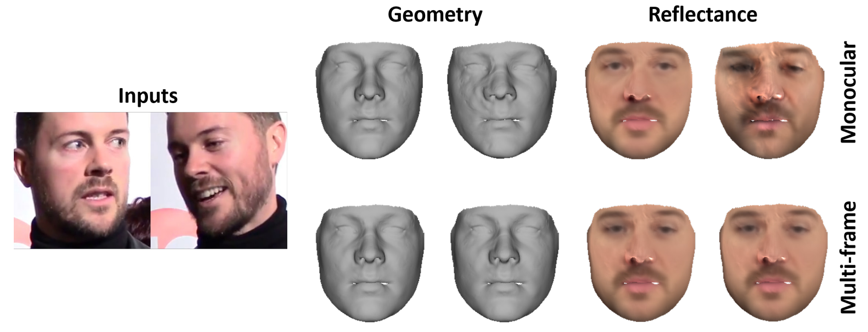 Geometry
Reflectance
Inputs
Monocular
Multi-frame